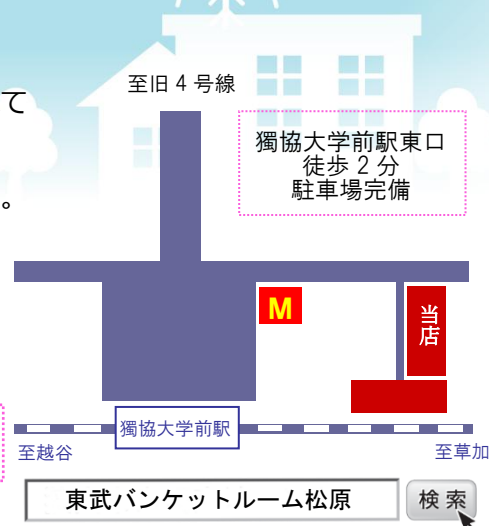 て
至旧4号線
獨協大学前駅東口
徒歩2分
駐車場完備
。
M
当店
獨協大学前駅
至越谷
至草加
東武バンケットルーム松原
検索